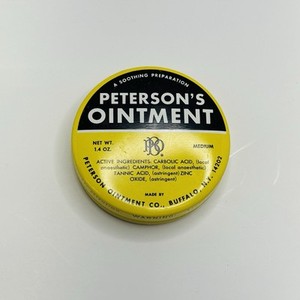 A SOOTHING PREPARATION
PETERSON'S
OINTMENT
NET WT.
1.4 OZ.
MEDIUM
ACTIVE INGREDIENTS: CARBOLIC ACID, (local
anaesthetic) CAMPHOR, (local anaesthetic)
TANNIC ACID, (astringent) ZINC
OXIDE, (astringent)
MADE BY
PETERSON OINTMENT CO., BUFFALO, N.Y. 14202